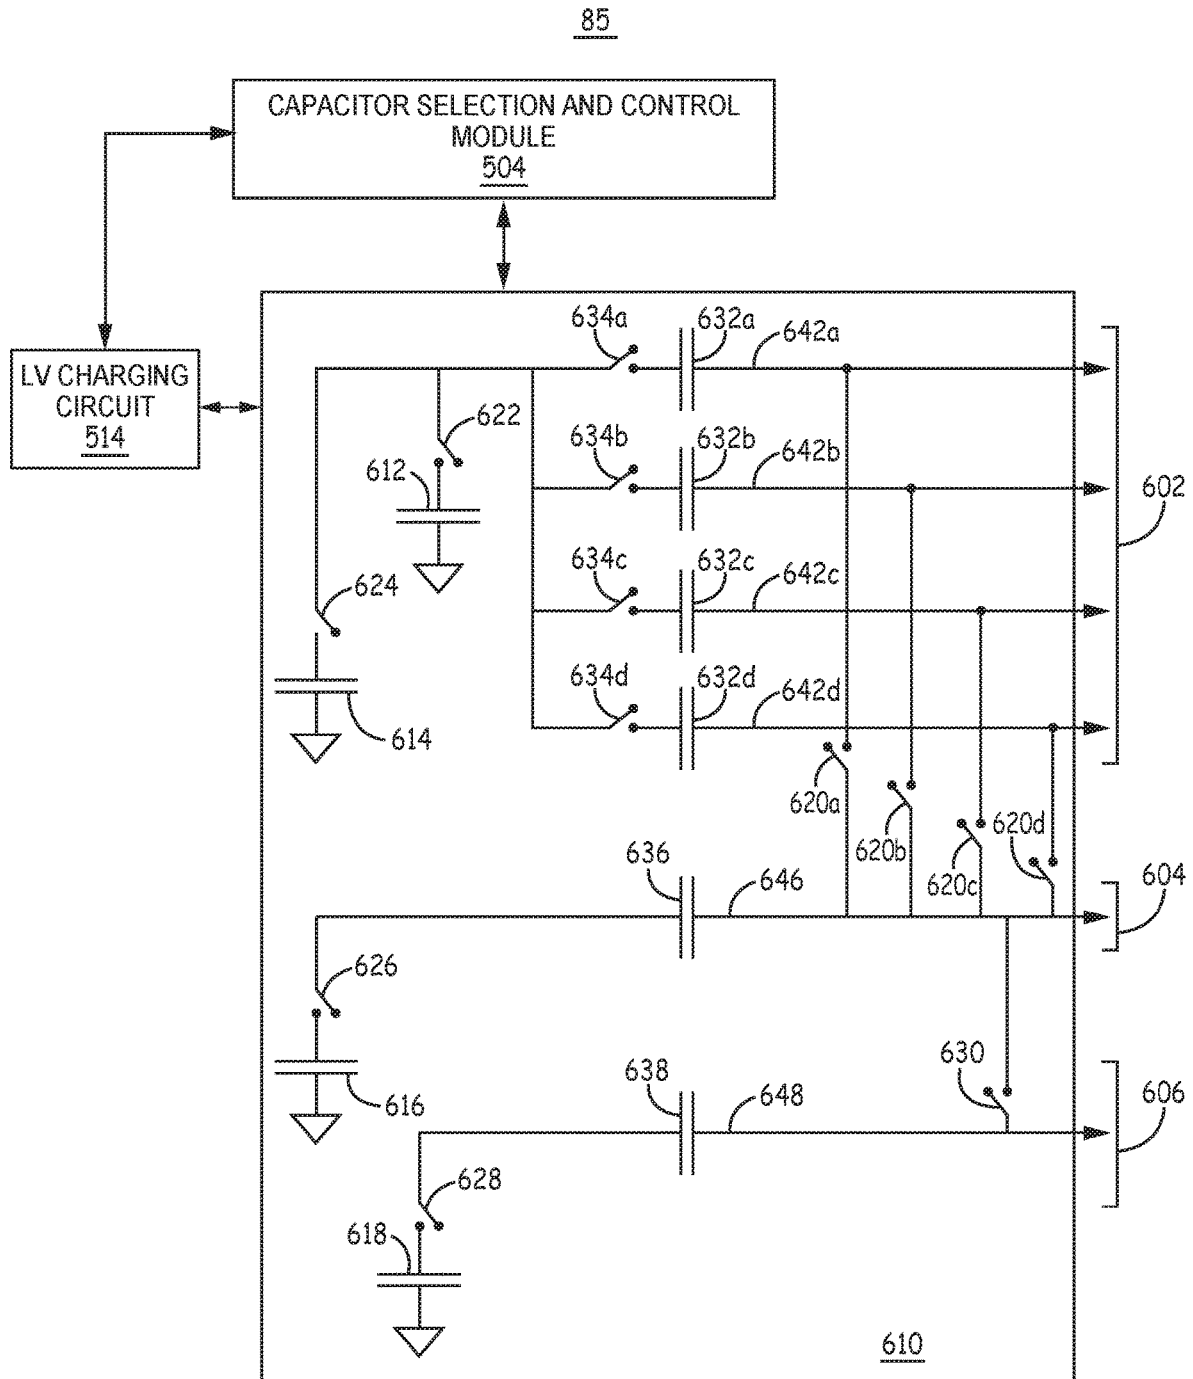 85
CAPACITOR SELECTION AND CONTROL
MODULE
504
LV CHARGING
CIRCUIT
514
634a
632a
642a
622
634b
632b
642b
612
602
634c
632c
642c
624
634d
632d
642d
614
620a
620b
620c
620d
636
646
604
626
616
638
648
630
606
628
618
610